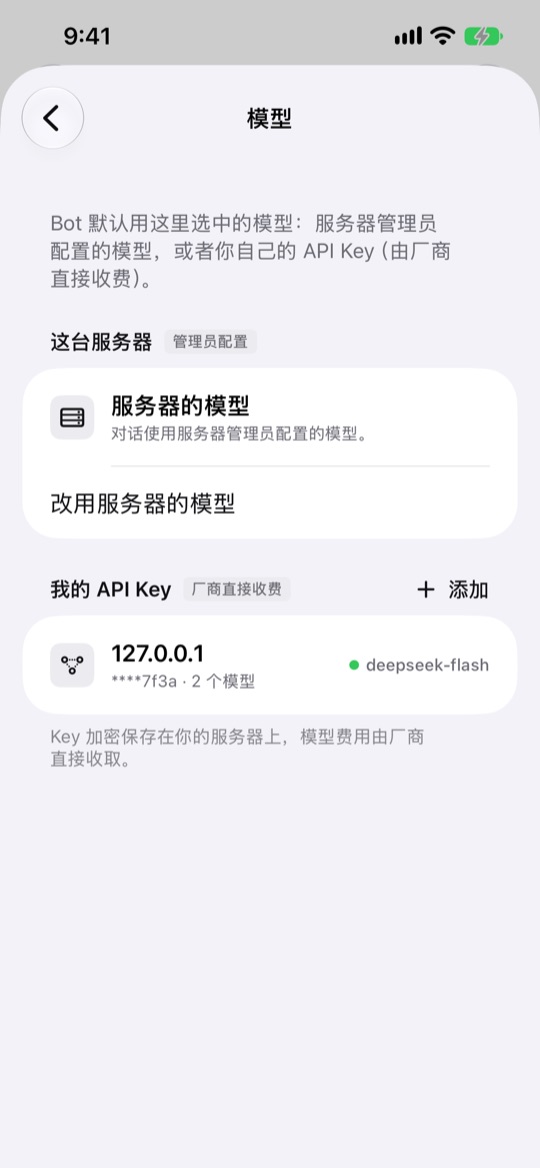 9:41
模型
Bot 默认用这里选中的模型：服务器管理员
配置的模型，或者你自己的 API Key（由厂商
直接收费）。
这台服务器 管理员配置
服务器的模型
对话使用服务器管理员配置的模型。
改用服务器的模型
我的 API Key 厂商直接收费 + 添加
127.0.0.1
****7f3a · 2 个模型
deepseek-flash
Key 加密保存在你的服务器上，模型费用由厂商
直接收取。